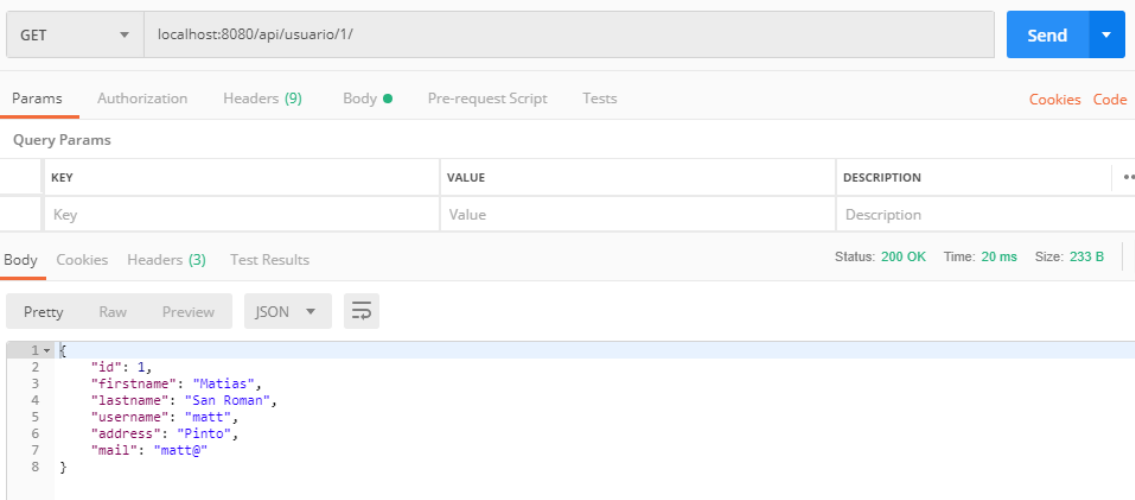 GET localhost:8080/api/usuario/1/ Send
Params Authorization Headers (9) Body Pre-request Script Tests Cookies Code
Query Params
KEY VALUE DESCRIPTION
Key Value Description
Body Cookies Headers (3) Test Results Status: 200 OK Time: 20 ms Size: 233 B
Pretty Raw Preview JSON
1 {
2 "id": 1,
3 "firstname": "Matias",
4 "lastname": "San Roman",
5 "username": "matt",
6 "address": "Pinto",
7 "mail": "matt@"
8 }